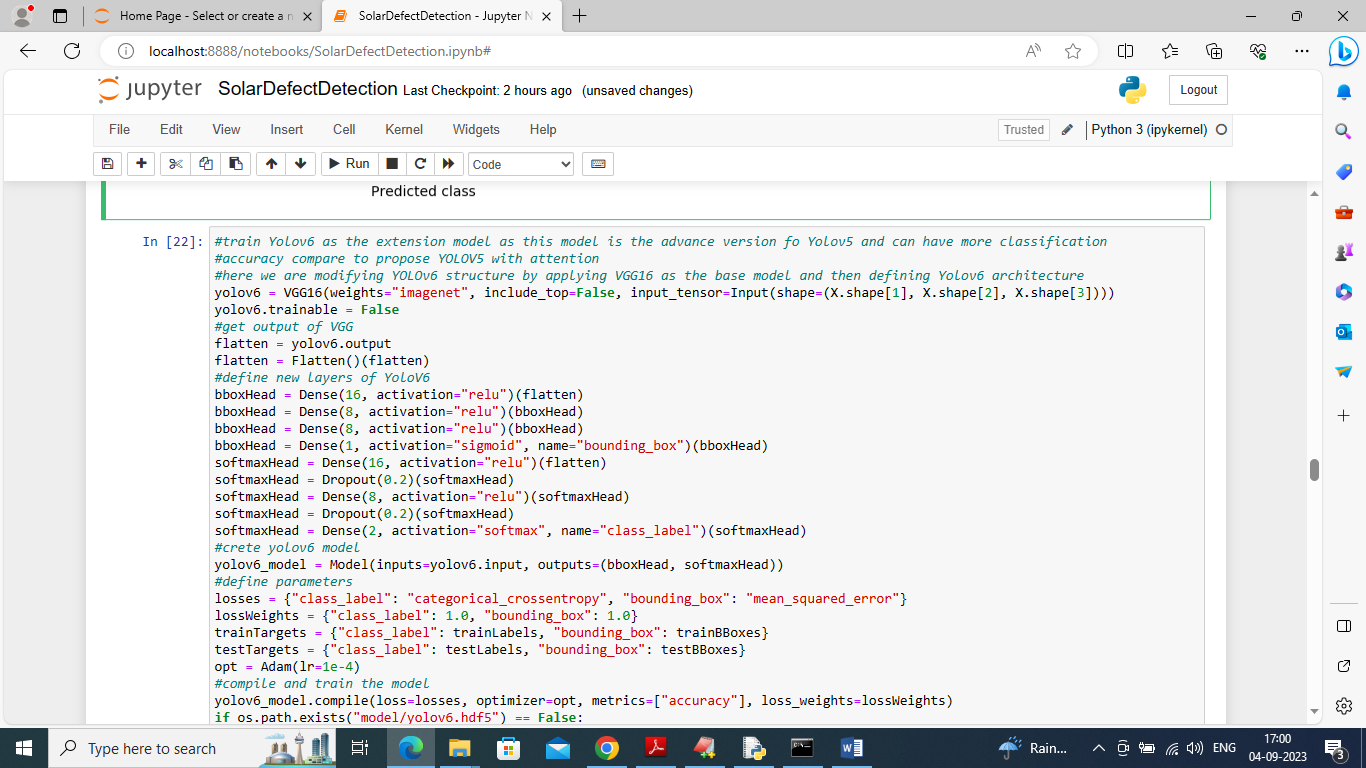 Home Page - Select or create a n
SolarDefectDetection - Jupyter N
localhost:8888/notebooks/SolarDefectDetection.ipynb#
jupyter SolarDefectDetection Last Checkpoint: 2 hours ago (unsaved changes)
Logout
File Edit View Insert Cell Kernel Widgets Help
Trusted Python 3 (ipykernel)
Run Code
Predicted class
In [22]:
#train Yolov6 as the extension model as this model is the advance version fo Yolov5 and can have more classification
#accuracy compare to propose YOLOV5 with attention
#here we are modifying YOLOv6 structure by applying VGG16 as the base model and then defining Yolov6 architecture
yolov6 = VGG16(weights="imagenet", include_top=False, input_tensor=Input(shape=(X.shape[1], X.shape[2], X.shape[3])))
yolov6.trainable = False
#get output of VGG
flatten = yolov6.output
flatten = Flatten()(flatten)
#define new layers of YoloV6
bboxHead = Dense(16, activation="relu")(flatten)
bboxHead = Dense(8, activation="relu")(bboxHead)
bboxHead = Dense(8, activation="relu")(bboxHead)
bboxHead = Dense(1, activation="sigmoid", name="bounding_box")(bboxHead)
softmaxHead = Dense(16, activation="relu")(flatten)
softmaxHead = Dropout(0.2)(softmaxHead)
softmaxHead = Dense(8, activation="relu")(softmaxHead)
softmaxHead = Dropout(0.2)(softmaxHead)
softmaxHead = Dense(2, activation="softmax", name="class_label")(softmaxHead)
#crete yolov6 model
yolov6_model = Model(inputs=yolov6.input, outputs=(bboxHead, softmaxHead))
#define parameters
losses = {"class_label": "categorical_crossentropy", "bounding_box": "mean_squared_error"}
lossWeights = {"class_label": 1.0, "bounding_box": 1.0}
trainTargets = {"class_label": trainLabels, "bounding_box": trainBBoxes}
testTargets = {"class_label": testLabels, "bounding_box": testBBoxes}
opt = Adam(lr=1e-4)
#compile and train the model
yolov6_model.compile(loss=losses, optimizer=opt, metrics=["accuracy"], loss_weights=lossWeights)
if os.path.exists("model/yolov6.hdf5") == False:
Type here to search
Rain...
ENG
17:00
04-09-2023
3